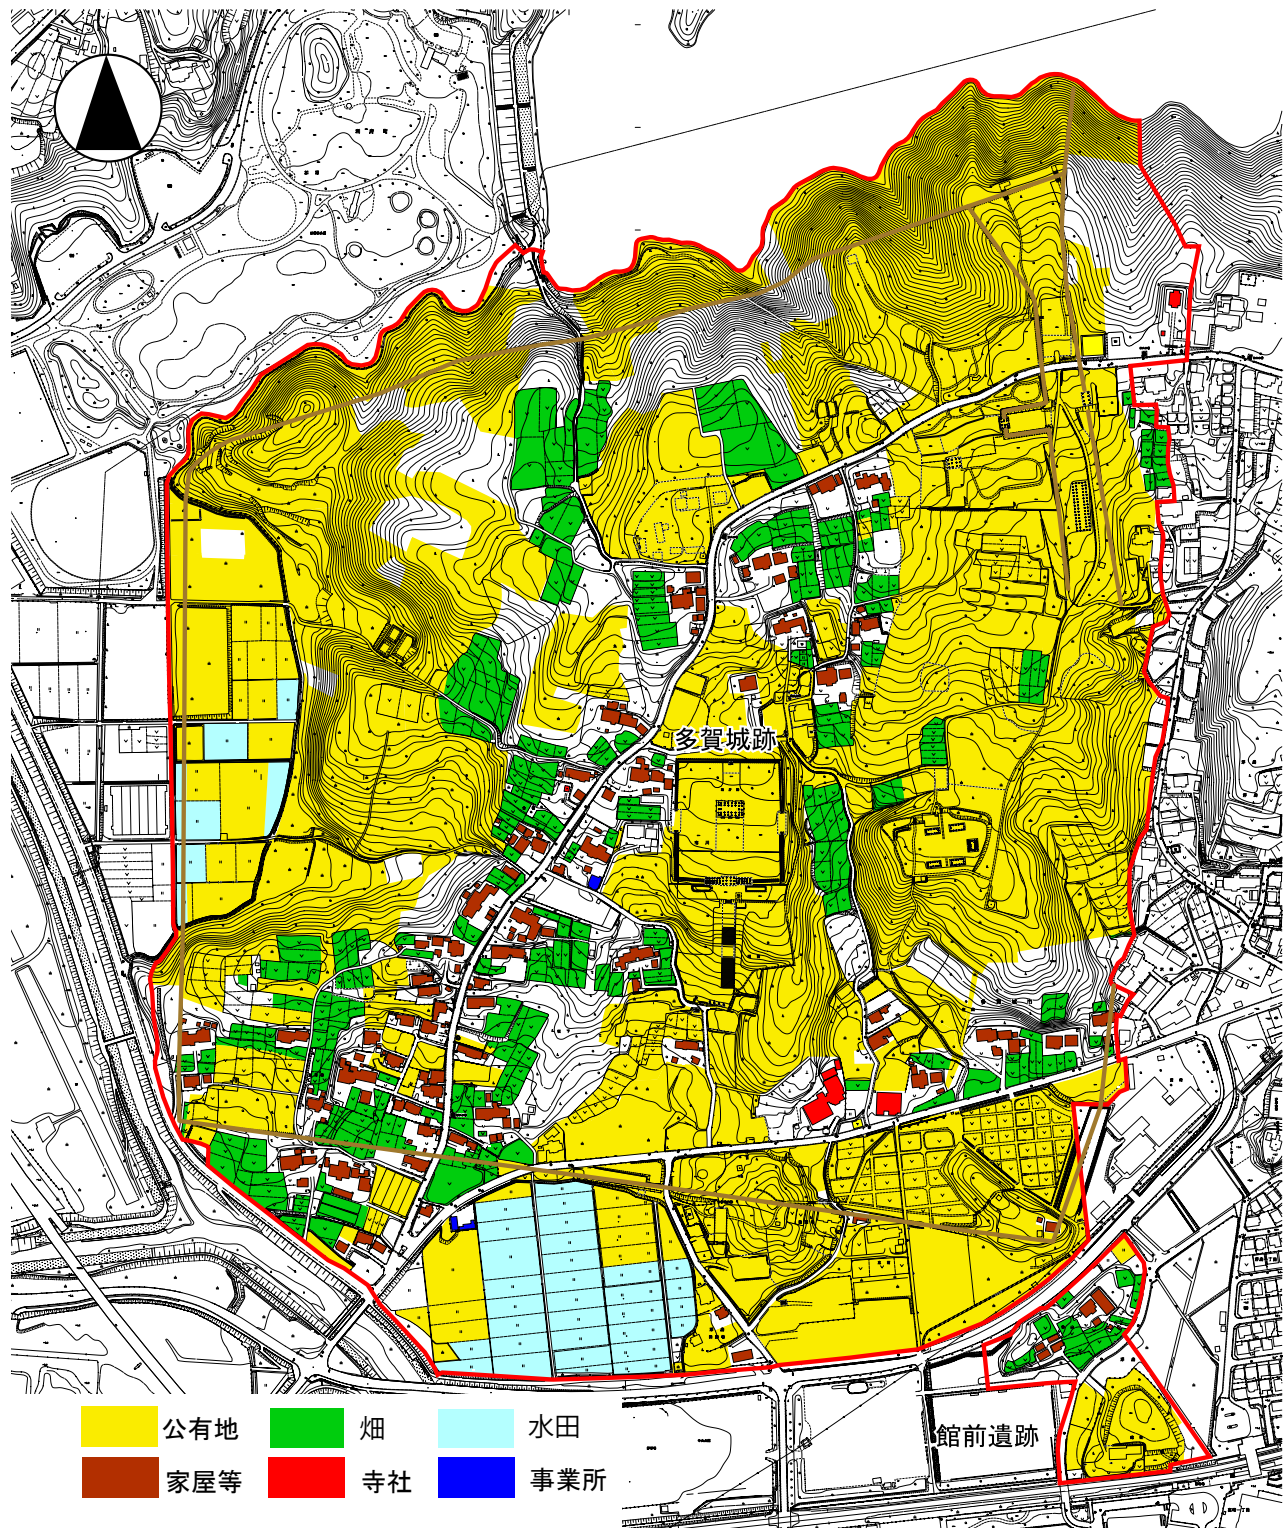 多賀城跡
館前遺跡
公有地 畑 水田
家屋等 寺社 事業所